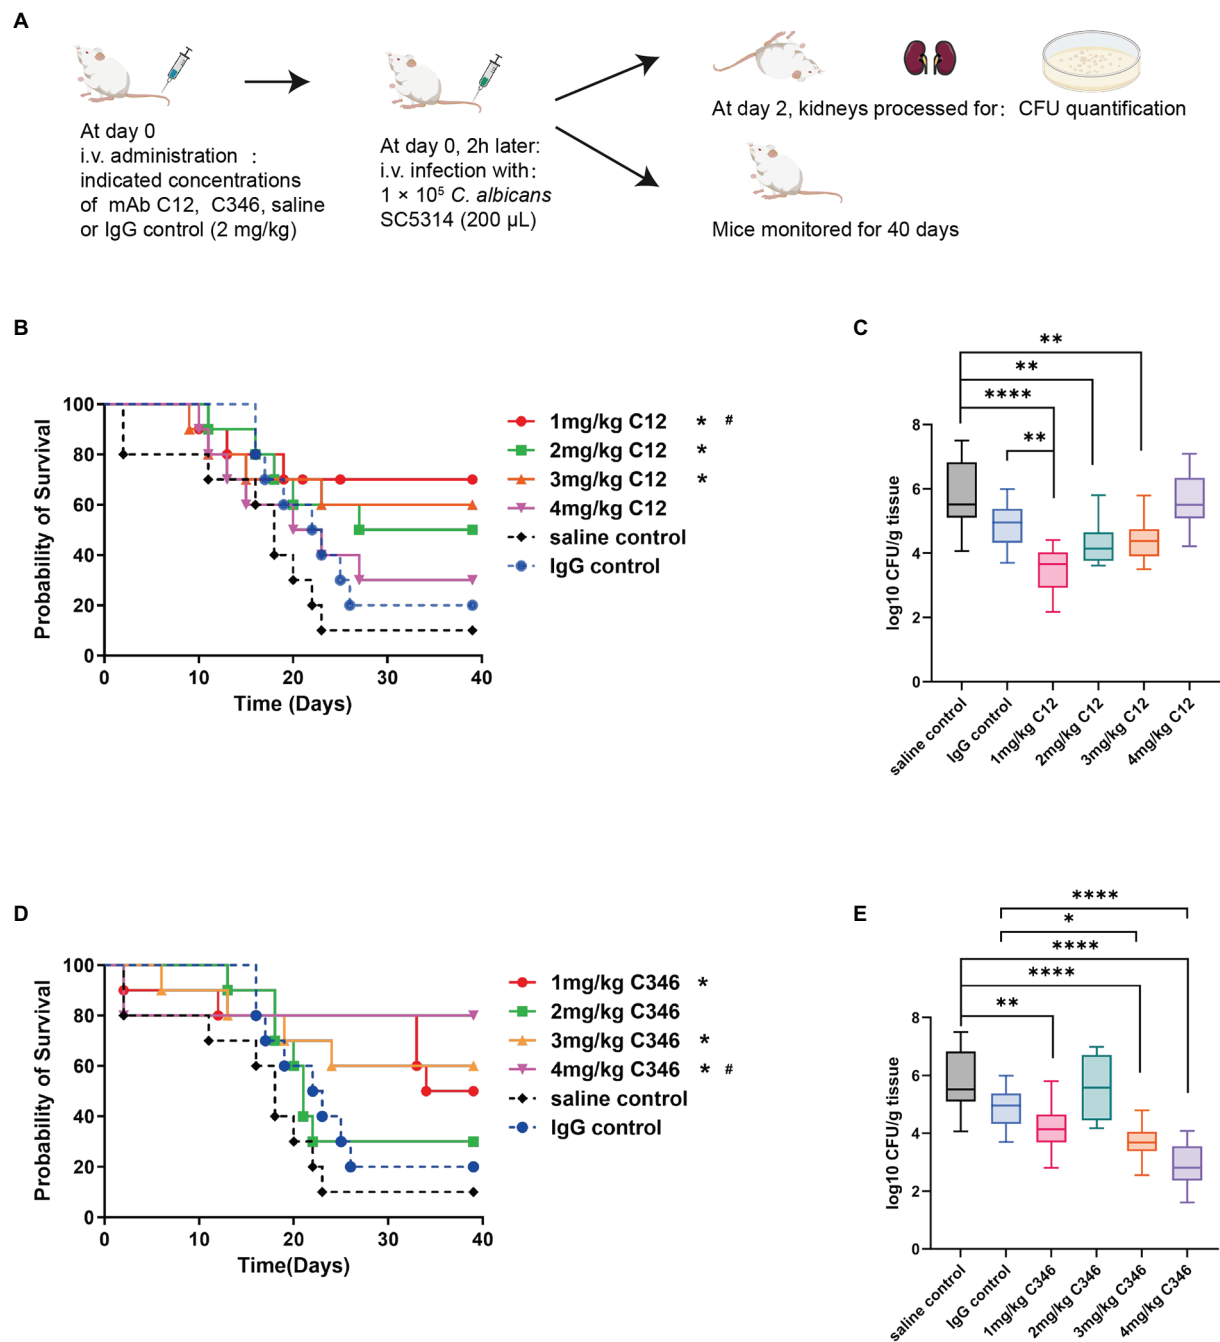 A
At day 0
i.v. administration :
indicated concentrations
of mAb C12, C346, saline
or IgG control (2 mg/kg)
At day 0, 2h later:
i.v. infection with:
1 × 10⁵ C. albicans
SC5314 (200 μL)
At day 2, kidneys processed for: CFU quantification
Mice monitored for 40 days
B
Probability of Survival
100
80
60
40
20
0
0 10 20 30 40
Time (Days)
1mg/kg C12 * #
2mg/kg C12 *
3mg/kg C12 *
4mg/kg C12
saline control
IgG control
C
**
**
****
**
log10 CFU/g tissue
8
6
4
2
0
saline control
IgG control
1mg/kg C12
2mg/kg C12
3mg/kg C12
4mg/kg C12
D
Probability of Survival
100
80
60
40
20
0
0 10 20 30 40
Time(Days)
1mg/kg C346 *
2mg/kg C346
3mg/kg C346 *
4mg/kg C346 * #
saline control
IgG control
E
****
*
****
****
**
log10 CFU/g tissue
8
6
4
2
0
saline control
IgG control
1mg/kg C346
2mg/kg C346
3mg/kg C346
4mg/kg C346